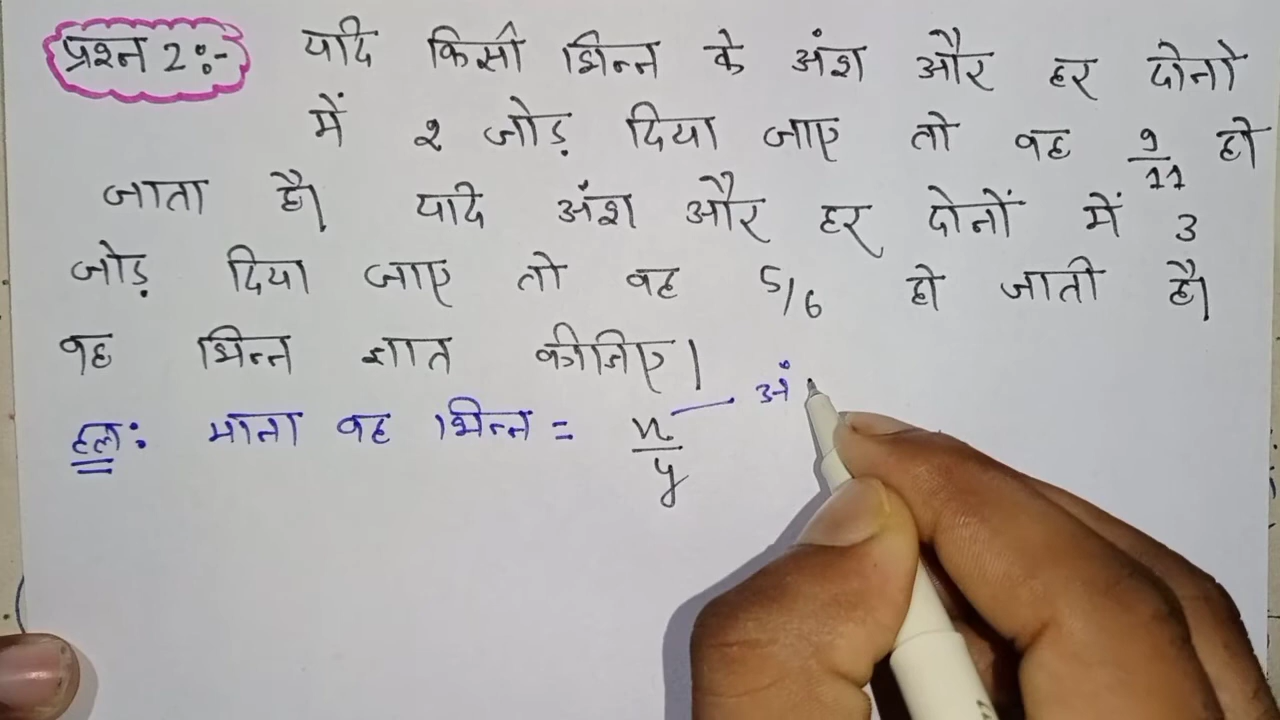 प्रश्न 2:- यदि किसी भिन्न के अंश और हर दोनो
में 2 जोड़ दिया जाए तो वह 9/11 हो
जाता है। यदि अंश और हर दोनों में 3
जोड़ दिया जाए तो वह 5/6 हो जाती है।
वह भिन्न ज्ञात कीजिए।
हल: माना वह भिन्न = x/y — अं